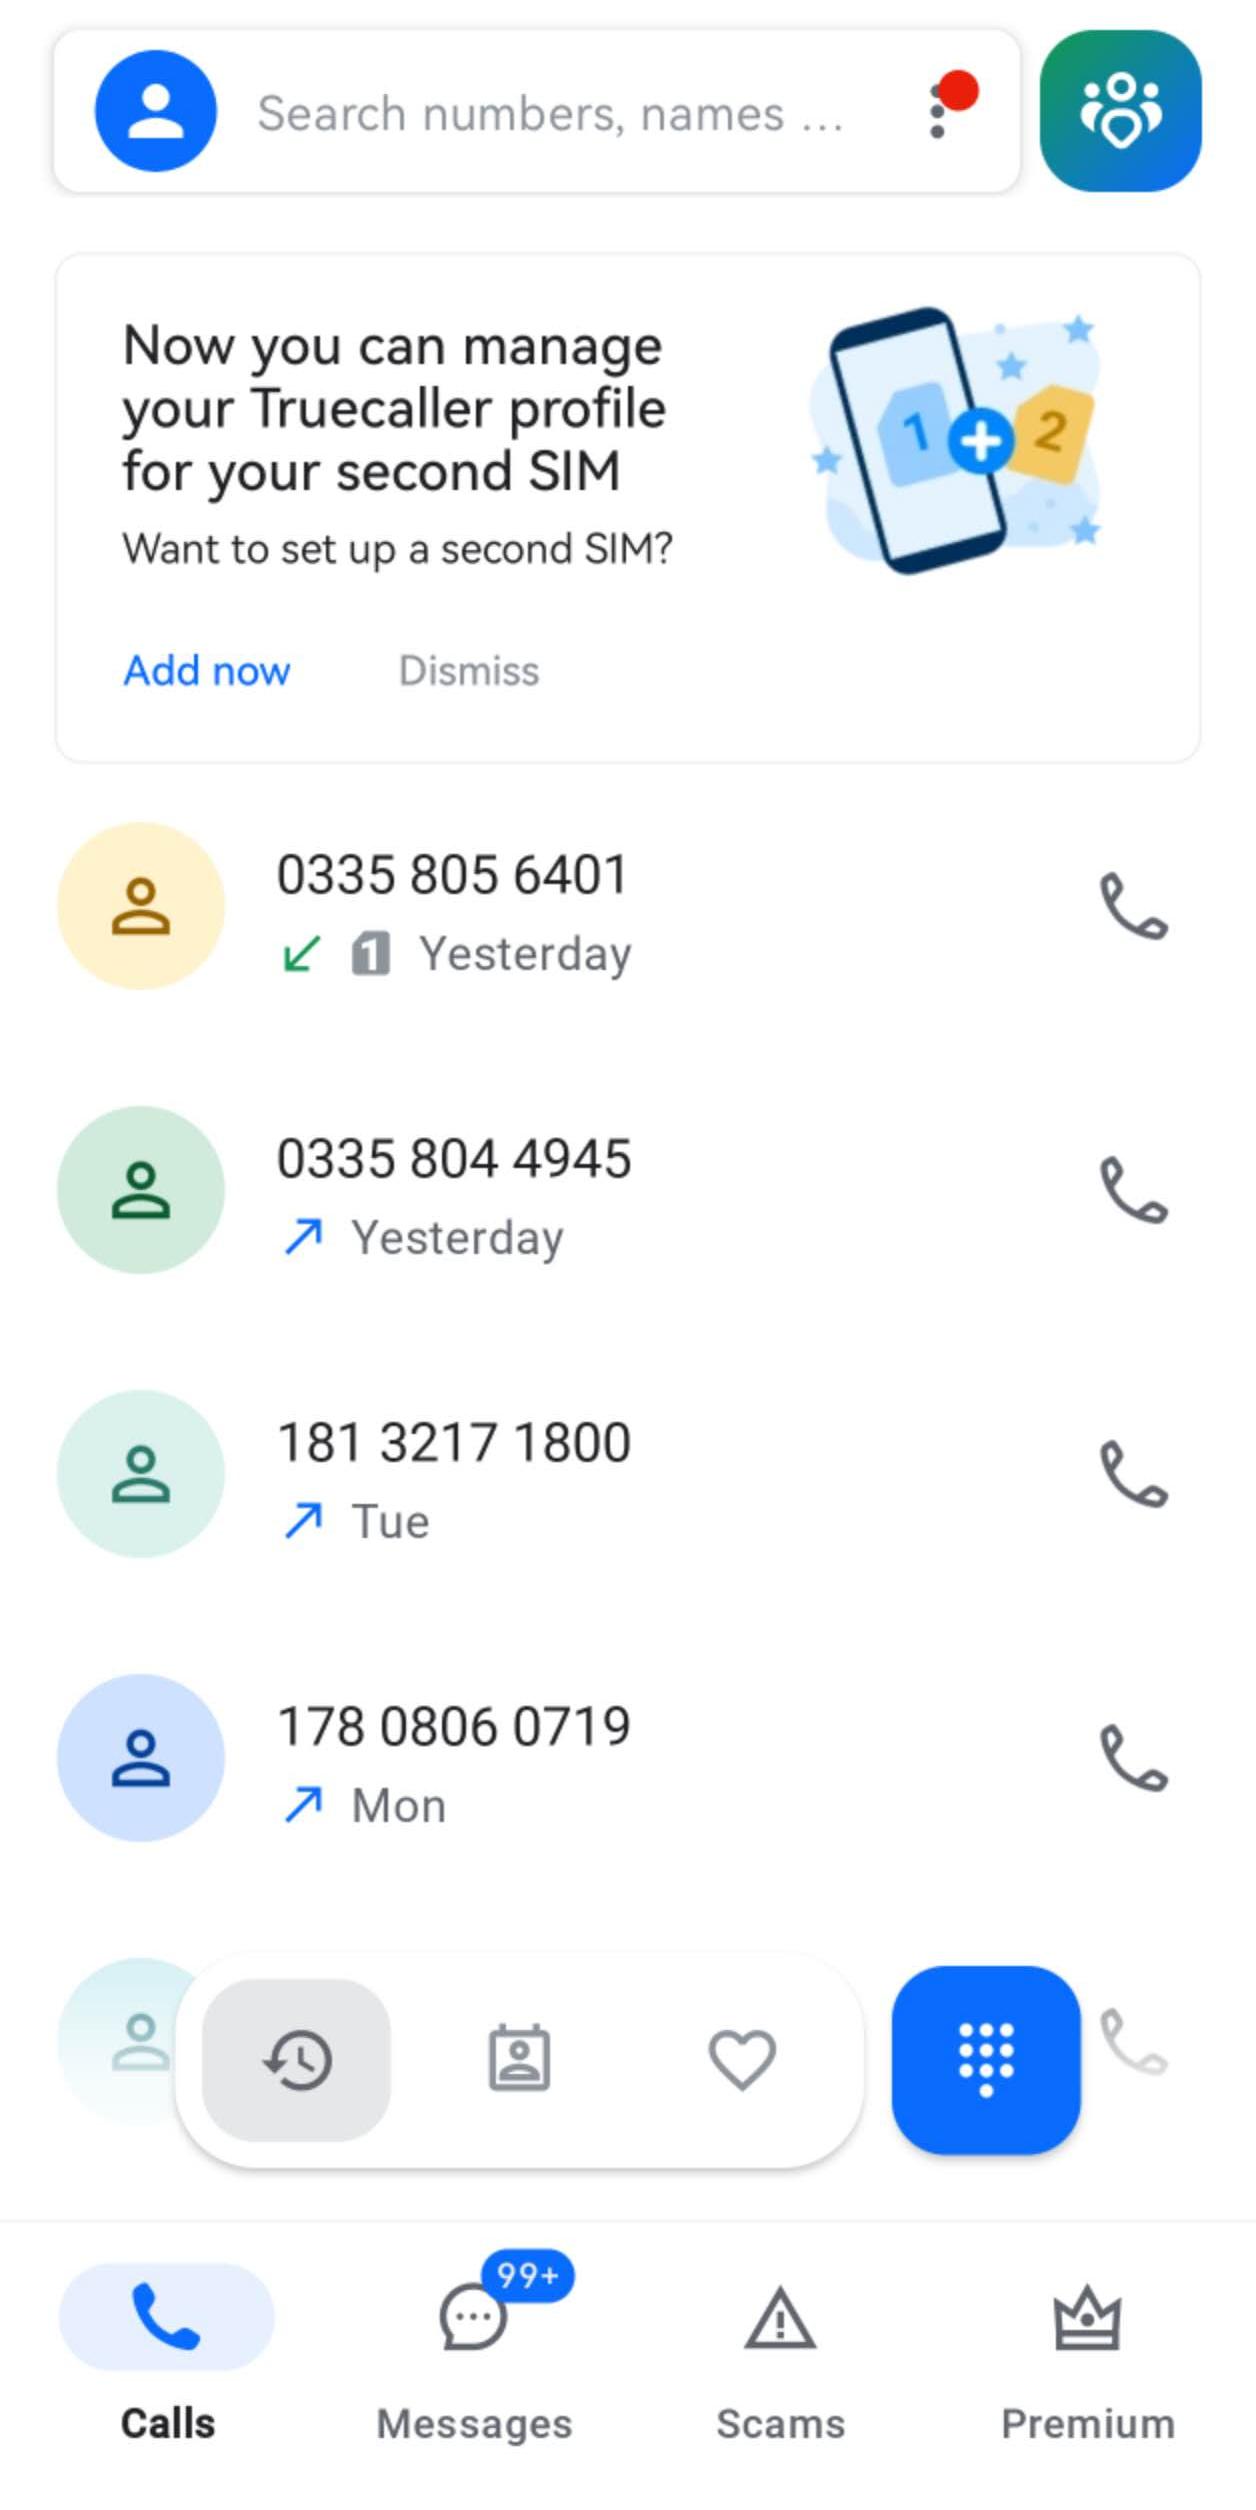 Search numbers, names ...
Now you can manage
your Truecaller profile
for your second SIM
Want to set up a second SIM?
1
2
Add now Dismiss
0335 805 6401
1 Yesterday
0335 804 4945
Yesterday
181 3217 1800
Tue
178 0806 0719
Mon
99+
Calls Messages Scams Premium